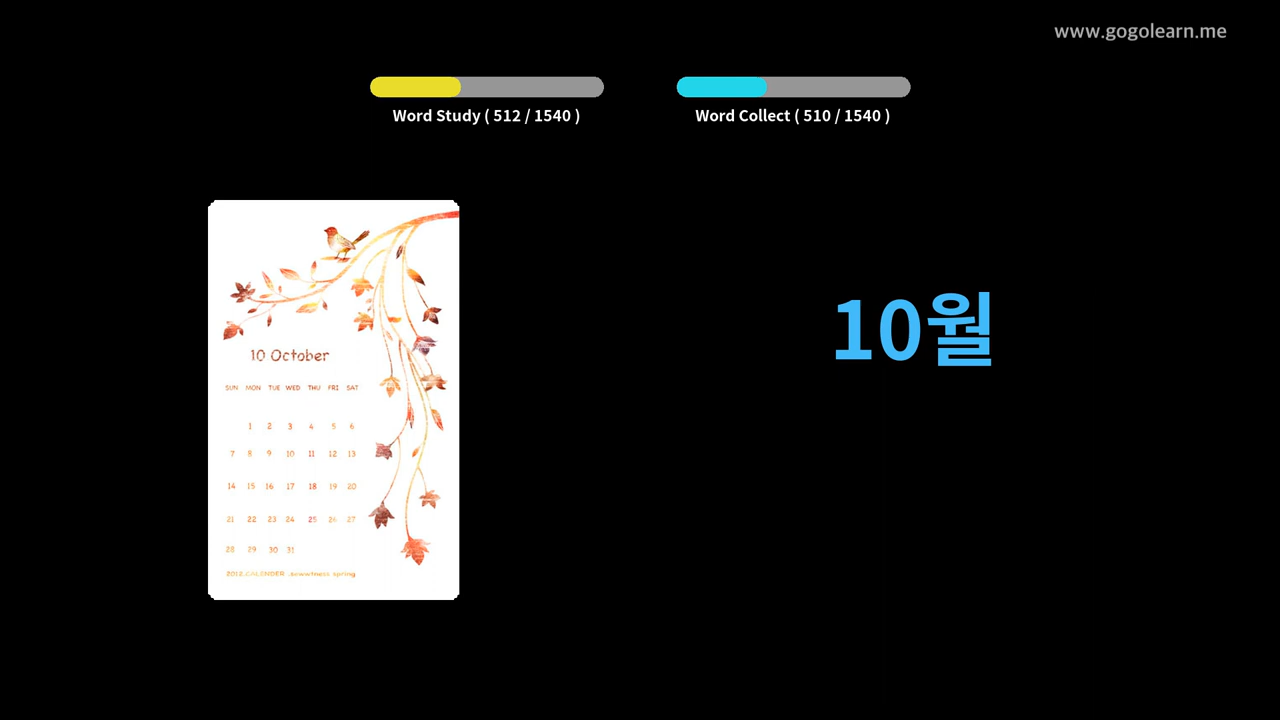 www.gogolearn.me
Word Study ( 512 / 1540 )
Word Collect ( 510 / 1540 )
10 October
SUN MON TUE WED THU FRI SAT
1 2 3 4 5 6
7 8 9 10 11 12 13
14 15 16 17 18 19 20
21 22 23 24 25 26 27
28 29 30 31
2012.CALENDER
10월